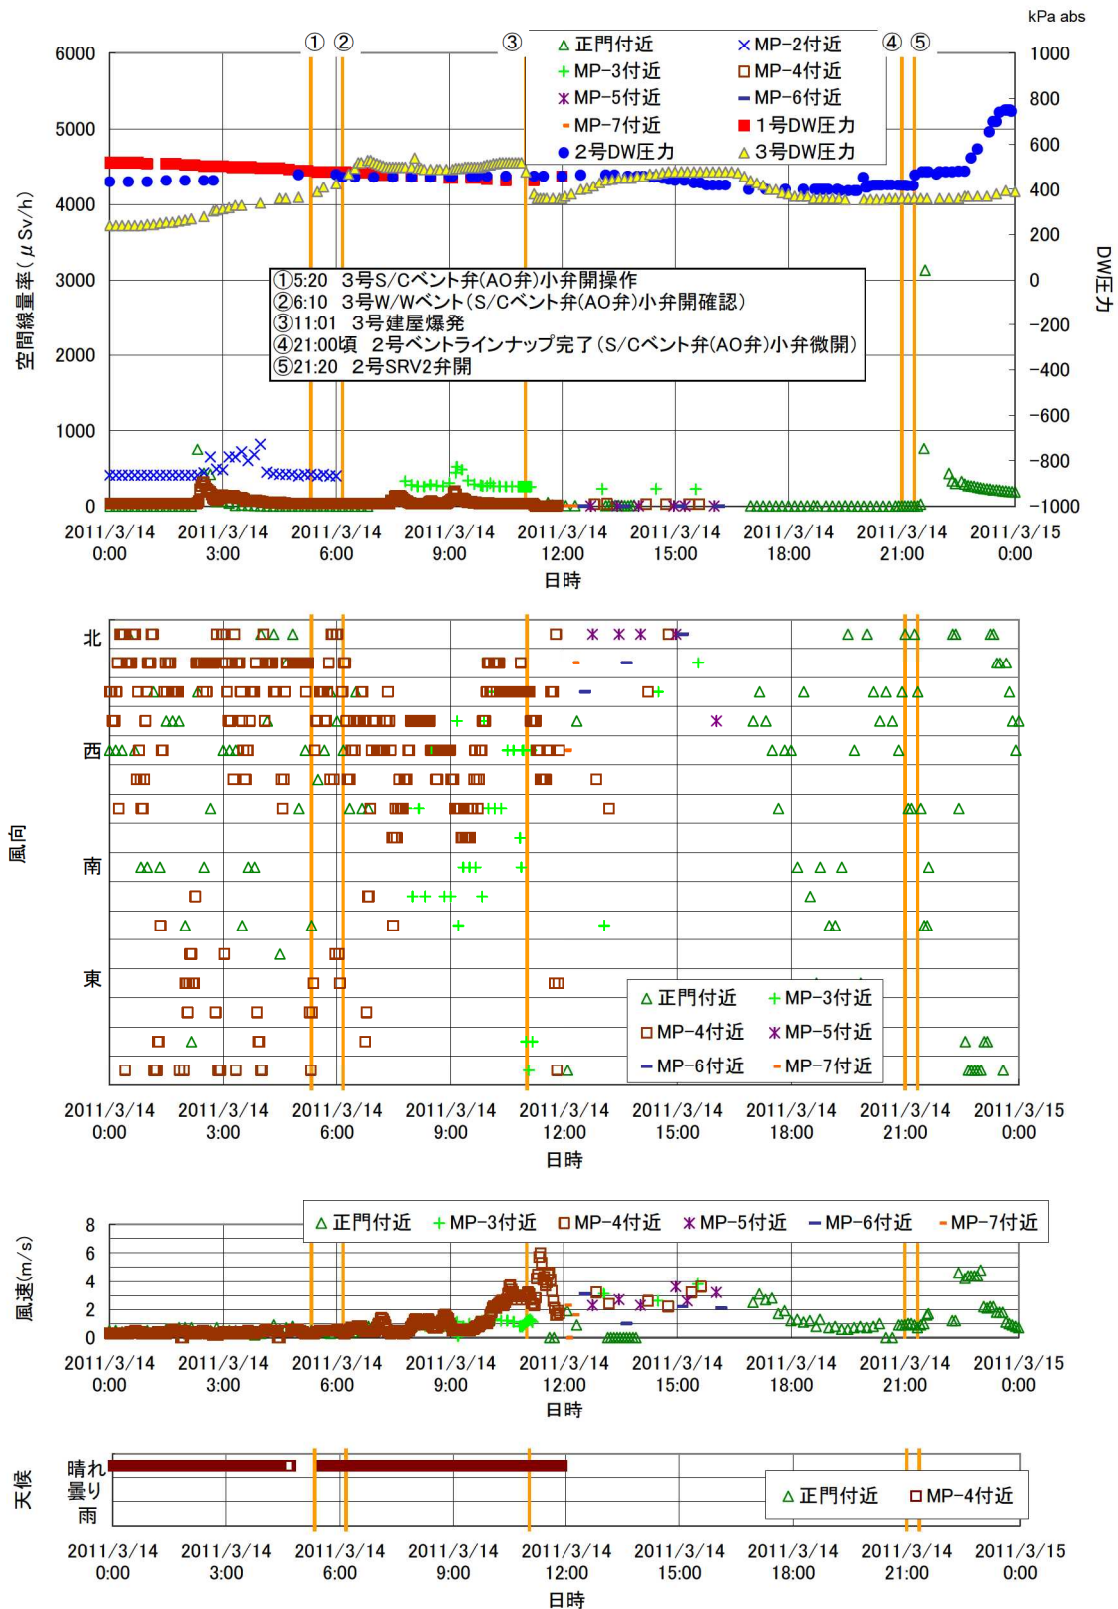 kPa abs
① ② ③ ④ ⑤
△ 正門付近 × MP-2付近
+ MP-3付近 □ MP-4付近
MP-5付近 - MP-6付近
- MP-7付近 ■ 1号DW圧力
● 2号DW圧力 △ 3号DW圧力
6000
5000
4000
3000
2000
1000
0
空間線量率(μSv/h)
1000
800
600
400
200
0
-200
-400
-600
-800
-1000
DW圧力
①5:20 3号S/Cベント弁(AO弁)小弁開操作
②6:10 3号W/Wベント(S/Cベント弁(AO弁)小弁開確認)
③11:01 3号建屋爆発
④21:00頃 2号ベントラインナップ完了(S/Cベント弁(AO弁)小弁微開)
⑤21:20 2号SRV2弁開
2011/3/14 2011/3/14 2011/3/14 2011/3/14 2011/3/14 2011/3/14 2011/3/14 2011/3/15
0:00 3:00 6:00 9:00 12:00 15:00 18:00 21:00 0:00
日時
北
西
南
東
風向
△ 正門付近 + MP-3付近
□ MP-4付近 MP-5付近
- MP-6付近 - MP-7付近
2011/3/14 2011/3/14 2011/3/14 2011/3/14 2011/3/14 2011/3/14 2011/3/14 2011/3/14 2011/3/15
0:00 3:00 6:00 9:00 12:00 15:00 18:00 21:00 0:00
日時
△ 正門付近 + MP-3付近 □ MP-4付近 MP-5付近 - MP-6付近 - MP-7付近
8
6
4
2
0
風速(m/s)
2011/3/14 2011/3/14 2011/3/14 2011/3/14 2011/3/14 2011/3/14 2011/3/14 2011/3/14 2011/3/15
0:00 3:00 6:00 9:00 12:00 15:00 18:00 21:00 0:00
日時
天候
晴れ
曇り
雨
△ 正門付近 □ MP-4付近
2011/3/14 2011/3/14 2011/3/14 2011/3/14 2011/3/14 2011/3/14 2011/3/14 2011/3/14 2011/3/15
0:00 3:00 6:00 9:00 12:00 15:00 18:00 21:00 0:00
日時